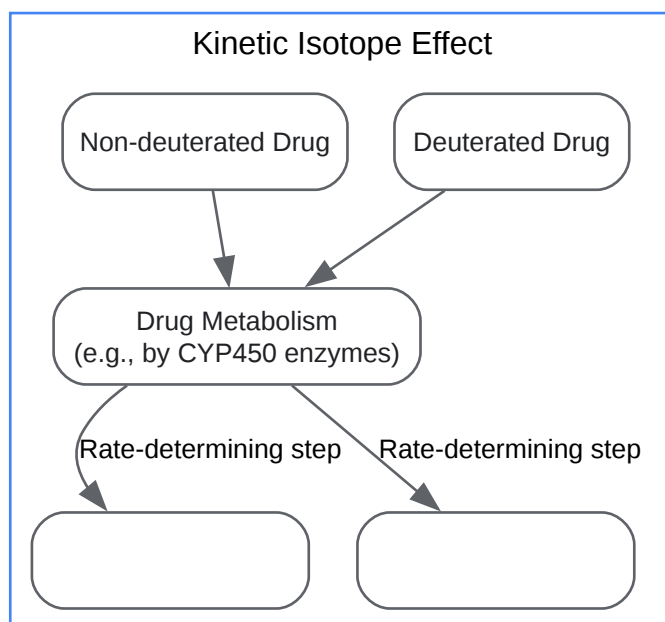 Kinetic Isotope Effect
Non-deuterated Drug
Deuterated Drug
Drug Metabolism
(e.g., by CYP450 enzymes)
Rate-determining step
Rate-determining step